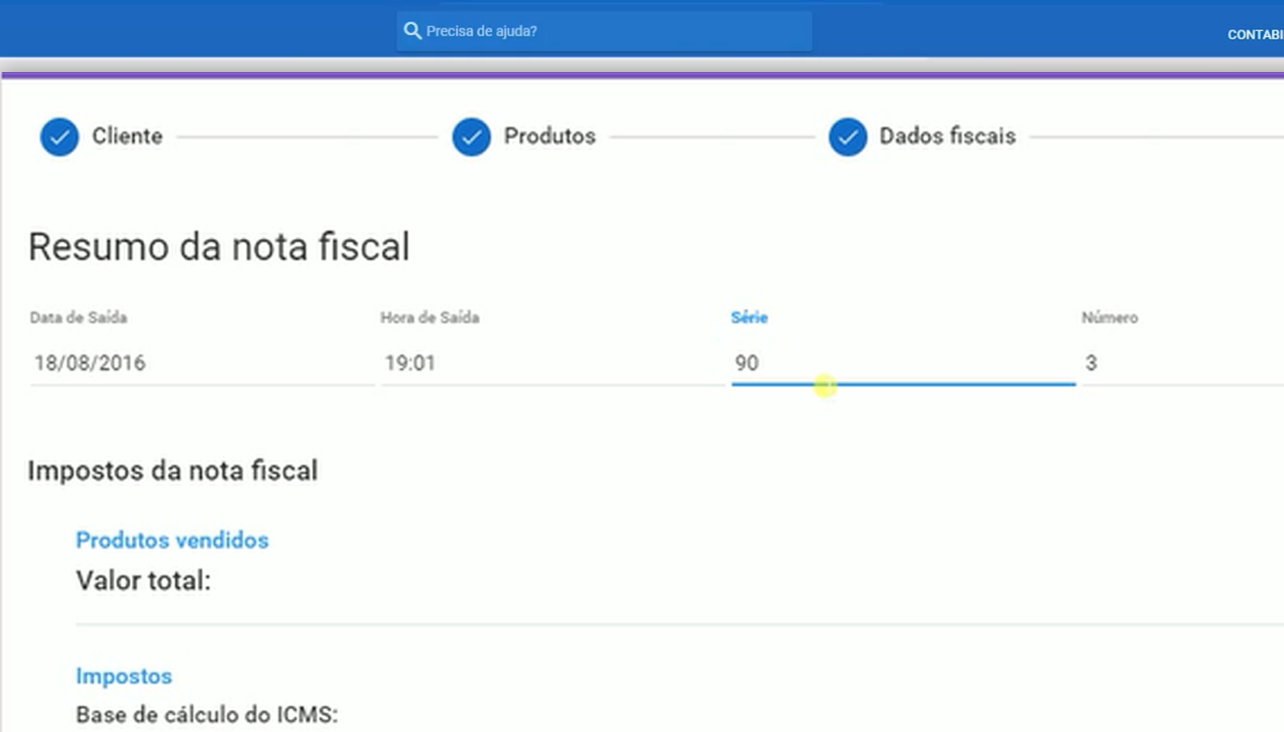 Precisa de ajuda?
Cliente Produtos Dados fiscais
Resumo da nota fiscal
Data de Saída Hora de Saída Série Número
18/08/2016 19:01 90 3
Impostos da nota fiscal
Produtos vendidos
Valor total:
Impostos
Base de cálculo do ICMS: